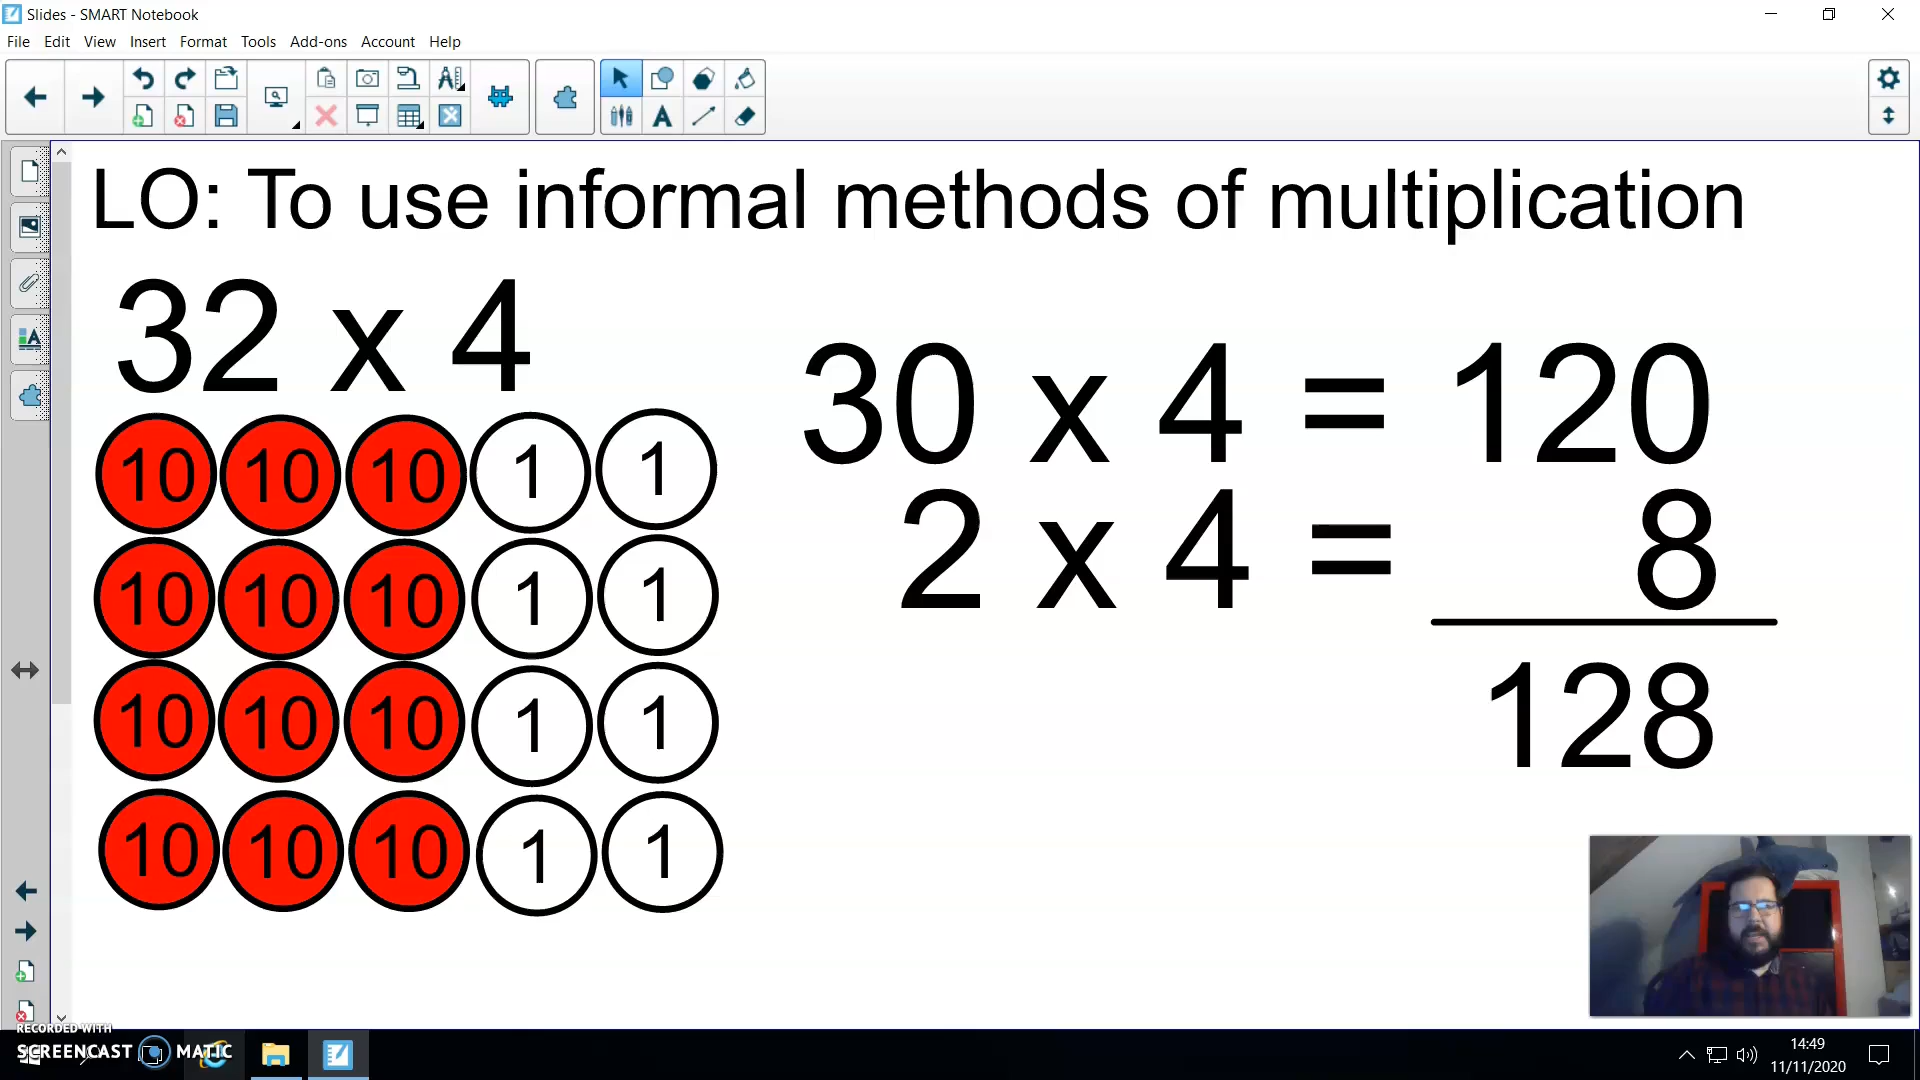 Slides - SMART Notebook
File Edit View Insert Format Tools Add-ons Account Help
LO: To use informal methods of multiplication
32 x 4
30 x 4 = 120
2 x 4 = 8
128
10 10 10 1 1
10 10 10 1 1
10 10 10 1 1
10 10 10 1 1
RECORDED WITH
SCREENCAST MATIC
14:49
11/11/2020